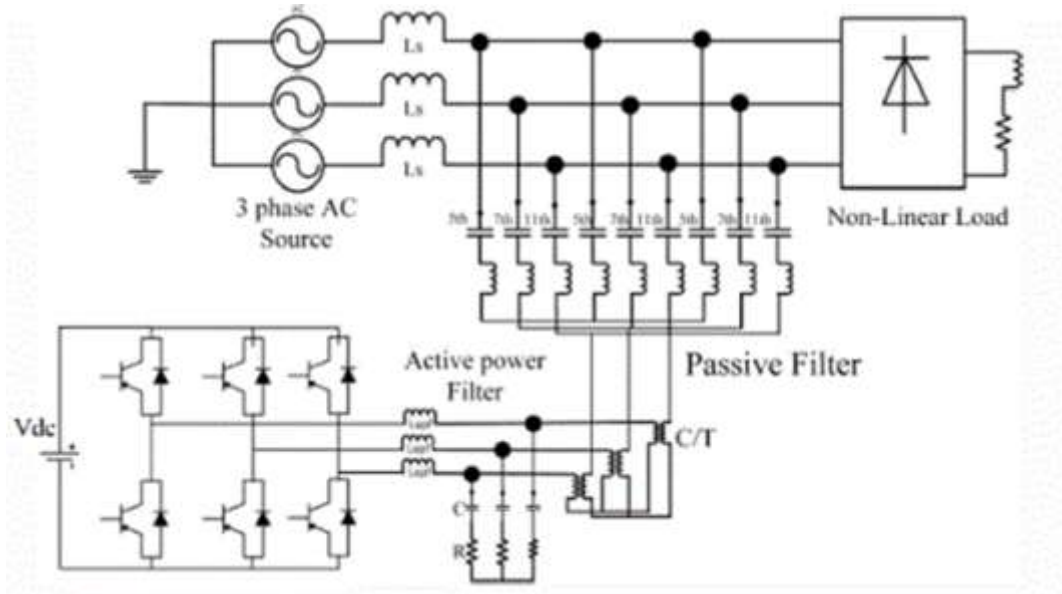 Ls
Ls
Ls
3 phase AC
Source
Non-Linear Load
5th 7th 11th 5th 7th 11th 5th 7th 11th
Passive Filter
Active power
Filter
Vdc
C/T
C
R